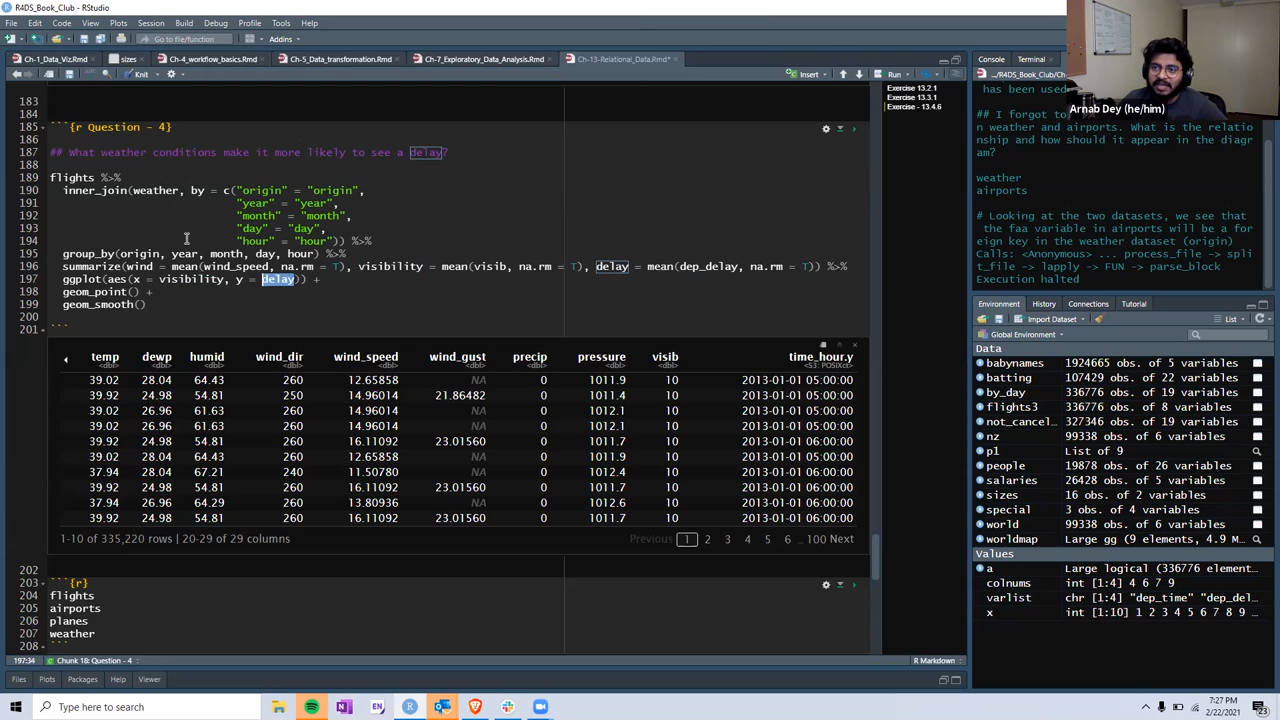 R4DS_Book_Club - RStudio
File Edit Code View Plots Session Build Debug Profile Tools Help
Go to file/function Addins
Ch-1_Data_Viz.Rmd sizes Ch-4_workflow_basics.Rmd Ch-5_Data_transformation.Rmd Ch-7_Exploratory_Data_Analysis.Rmd Ch-13-Relational_Data.Rmd*
Knit Insert Run
183
184
185 ```{r Question - 4}
186
187 ## What weather conditions make it more likely to see a delay?
188
189 flights %>%
190 inner_join(weather, by = c("origin" = "origin",
191 "year" = "year",
192 "month" = "month",
193 "day" = "day",
194 "hour" = "hour")) %>%
195 group_by(origin, year, month, day, hour) %>%
196 summarize(wind = mean(wind_speed, na.rm = T), visibility = mean(visib, na.rm = T), delay = mean(dep_delay, na.rm = T)) %>%
197 ggplot(aes(x = visibility, y = delay)) +
198 geom_point() +
199 geom_smooth()
200
201 ```
temp dewp humid wind_dir wind_speed wind_gust precip pressure visib time_hour.y
<dbl> <dbl> <dbl> <dbl> <dbl> <dbl> <dbl> <dbl> <dbl> <S3: POSIXct>
39.02 28.04 64.43 260 12.65858 NA 0 1011.9 10 2013-01-01 05:00:00
39.92 24.98 54.81 250 14.96014 21.86482 0 1011.4 10 2013-01-01 05:00:00
39.02 26.96 61.63 260 14.96014 NA 0 1012.1 10 2013-01-01 05:00:00
39.02 26.96 61.63 260 14.96014 NA 0 1012.1 10 2013-01-01 05:00:00
39.92 24.98 54.81 260 16.11092 23.01560 0 1011.7 10 2013-01-01 06:00:00
39.02 28.04 64.43 260 12.65858 NA 0 1011.9 10 2013-01-01 05:00:00
37.94 28.04 67.21 240 11.50780 NA 0 1012.4 10 2013-01-01 06:00:00
39.92 24.98 54.81 260 16.11092 23.01560 0 1011.7 10 2013-01-01 06:00:00
37.94 26.96 64.29 260 13.80936 NA 0 1012.6 10 2013-01-01 06:00:00
39.92 24.98 54.81 260 16.11092 23.01560 0 1011.7 10 2013-01-01 06:00:00
1-10 of 335,220 rows | 20-29 of 29 columns Previous 1 2 3 4 5 6 ... 100 Next
202
203 ```{r}
204 flights
205 airports
206 planes
207 weather
208 ```
197:34 Chunk 18: Question - 4 R Markdown
Files Plots Packages Help Viewer
Exercise 13.2.1
Exercise 13.3.1
Exercise - 13.4.6
Console Terminal
.../Ch-13-Re
has been used
## I forgot to
n weather and airports. What is the relatio
nship and how should it appear in the diagr
am?
weather
airports
# Looking at the two datasets, we see that
the faa variable in airports will be a for
eign key in the weather dataset (origin)
Calls: <Anonymous> ... process_file -> spl
it_file -> lapply -> FUN -> parse_block
Execution halted
Arnab Dey (he/him)
Environment History Connections Tutorial
Import Dataset List
Global Environment
Data
babynames 1924665 obs. of 5 variables
batting 107429 obs. of 22 variables
by_day 336776 obs. of 19 variables
flights3 336776 obs. of 8 variables
not_cancel… 327346 obs. of 19 variables
nz 99338 obs. of 6 variables
p1 List of 9
people 19878 obs. of 26 variables
salaries 26428 obs. of 5 variables
sizes 16 obs. of 2 variables
special 3 obs. of 4 variables
world 99338 obs. of 6 variables
worldmap Large gg (9 elements, 4.9 M…
Values
a Large logical (336776 element…
colnums int [1:4] 4 6 7 9
varlist chr [1:4] "dep_time" "dep_del…
x int [1:10] 1 2 3 4 5 6 7 8 9 …
Type here to search
EN
7:27 PM
2/22/2021
23